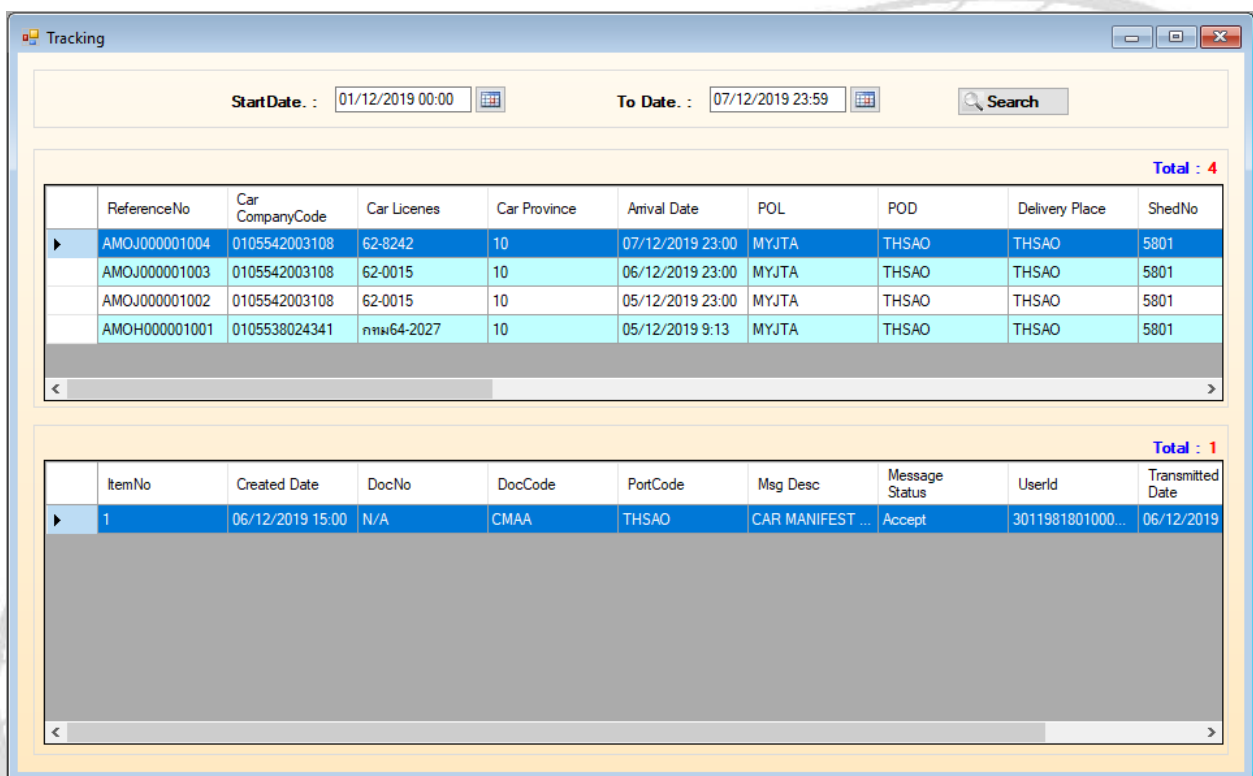 Tracking
StartDate. : 01/12/2019 00:00 To Date. : 07/12/2019 23:59 Search
Total : 4
ReferenceNo Car CompanyCode Car Licenes Car Province Arrival Date POL POD Delivery Place ShedNo
AMOJ000001004 0105542003108 62-8242 10 07/12/2019 23:00 MYJTA THSAO THSAO 5801
AMOJ000001003 0105542003108 62-0015 10 06/12/2019 23:00 MYJTA THSAO THSAO 5801
AMOJ000001002 0105542003108 62-0015 10 05/12/2019 23:00 MYJTA THSAO THSAO 5801
AMOH000001001 0105538024341 กทม64-2027 10 05/12/2019 9:13 MYJTA THSAO THSAO 5801
Total : 1
ItemNo Created Date DocNo DocCode PortCode Msg Desc Message Status UserId Transmitted Date
1 06/12/2019 15:00 N/A CMAA THSAO CAR MANIFEST ... Accept 3011981801000... 06/12/2019